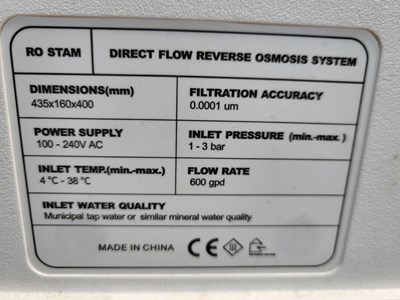 RO STAM
DIRECT FLOW REVERSE OSMOSIS SYSTEM
DIMENSIONS(mm)
435x160x400
FILTRATION ACCURACY
0.0001 um
POWER SUPPLY
100 - 240V AC
INLET PRESSURE (min.-max.)
1 - 3 bar
INLET TEMP.(min.-max.)
4 °C - 38 °C
FLOW RATE
600 gpd
INLET WATER QUALITY
Municipal tap water or similar mineral water quality
MADE IN CHINA
CE